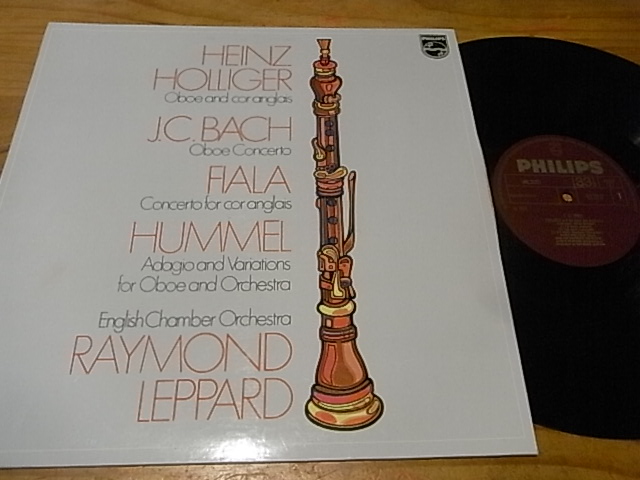 HEINZ
HOLLIGER
Oboe and cor anglais
J.C. BACH
Oboe Concerto
FIALA
Concerto for cor anglais
HUMMEL
Adagio and Variations
for Oboe and Orchestra
English Chamber Orchestra
RAYMOND
LEPPARD
PHILIPS
PHILIPS